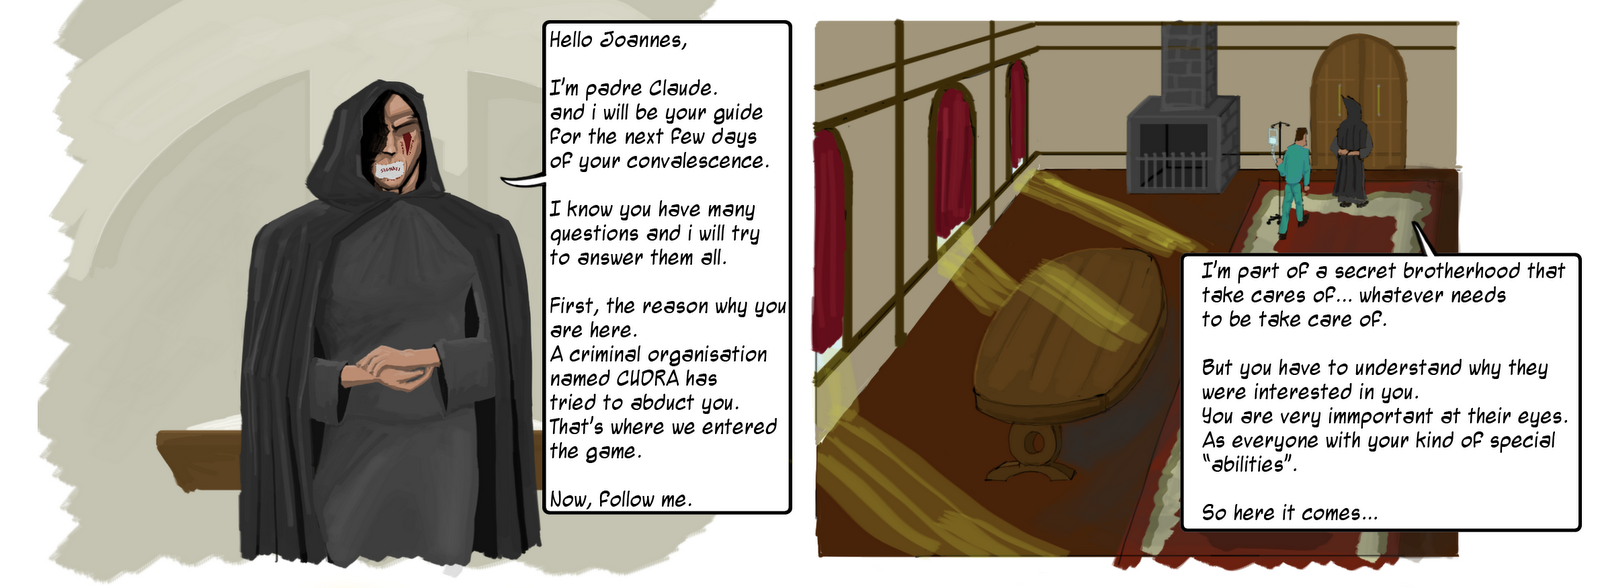 Hello Joannes,
I'm padre Claude.
and i will be your guide
for the next few days
of your convalescence.
I know you have many
questions and i will try
to answer them all.
First, the reason why you
are here.
A criminal organisation
named CUDRA has
tried to abduct you.
That's where we entered
the game.
Now, follow me.
I'm part of a secret brotherhood that
take cares of... whatever needs
to be take care of.
But you have to understand why they
were interested in you.
You are very immportant at their eyes.
As everyone with your kind of special
"abilities".
So here it comes...